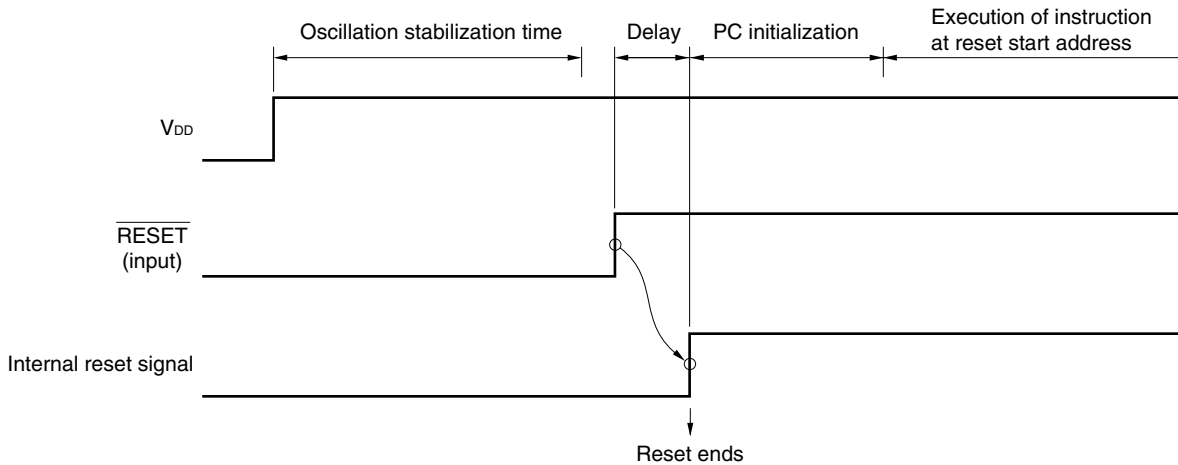 Oscillation stabilization time
Delay
PC initialization
Execution of instruction
at reset start address
VDD
RESET
(input)
Internal reset signal
Reset ends